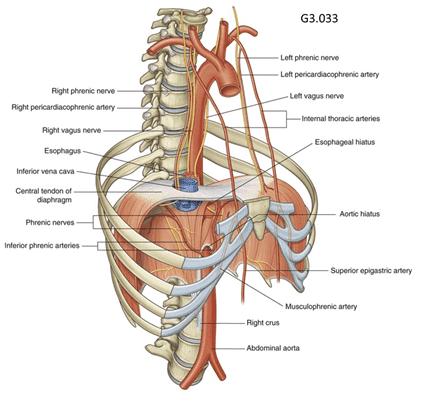 G3.033
Left phrenic nerve
Left pericardiacophrenic artery
Right phrenic nerve
Left vagus nerve
Right pericardiacophrenic artery
Internal thoracic arteries
Right vagus nerve
Esophageal hiatus
Esophagus
Inferior vena cava
Central tendon of
diaphragm
Aortic hiatus
Phrenic nerves
Inferior phrenic arteries
Superior epigastric artery
Musculophrenic artery
Right crus
Abdominal aorta